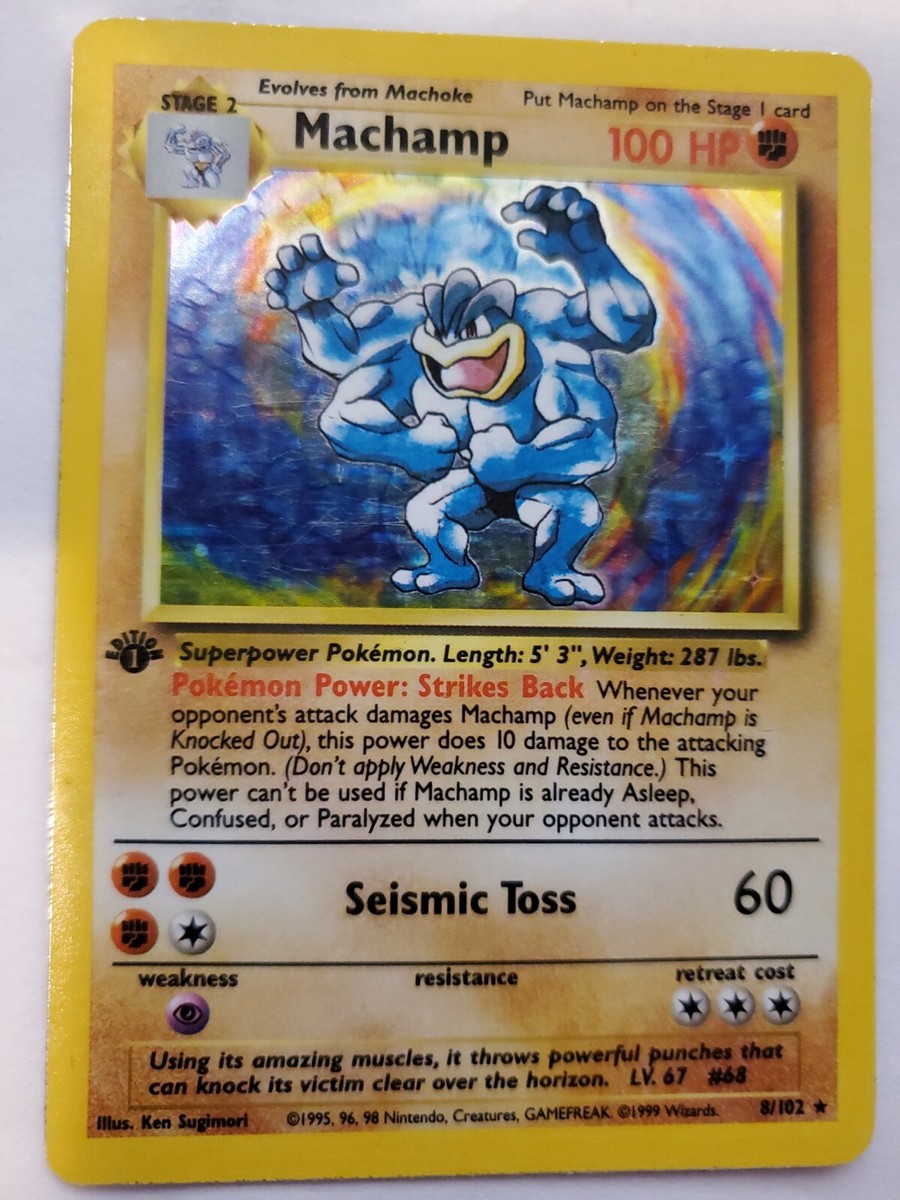 Evolves from Machoke
Put Machamp on the Stage 1 card
STAGE 2
Machamp
100 HP
EDITION
1
Superpower Pokémon. Length: 5' 3", Weight: 287 lbs.
Pokémon Power: Strikes Back Whenever your
opponent's attack damages Machamp (even if Machamp is
Knocked Out), this power does 10 damage to the attacking
Pokémon. (Don't apply Weakness and Resistance.) This
power can't be used if Machamp is already Asleep,
Confused, or Paralyzed when your opponent attacks.
Seismic Toss
60
weakness
resistance
retreat cost
Using its amazing muscles, it throws powerful punches that
can knock its victim clear over the horizon. LV. 67 #68
Illus. Ken Sugimori
©1995, 96, 98 Nintendo, Creatures, GAMEFREAK. ©1999 Wizards.
8/102 ★